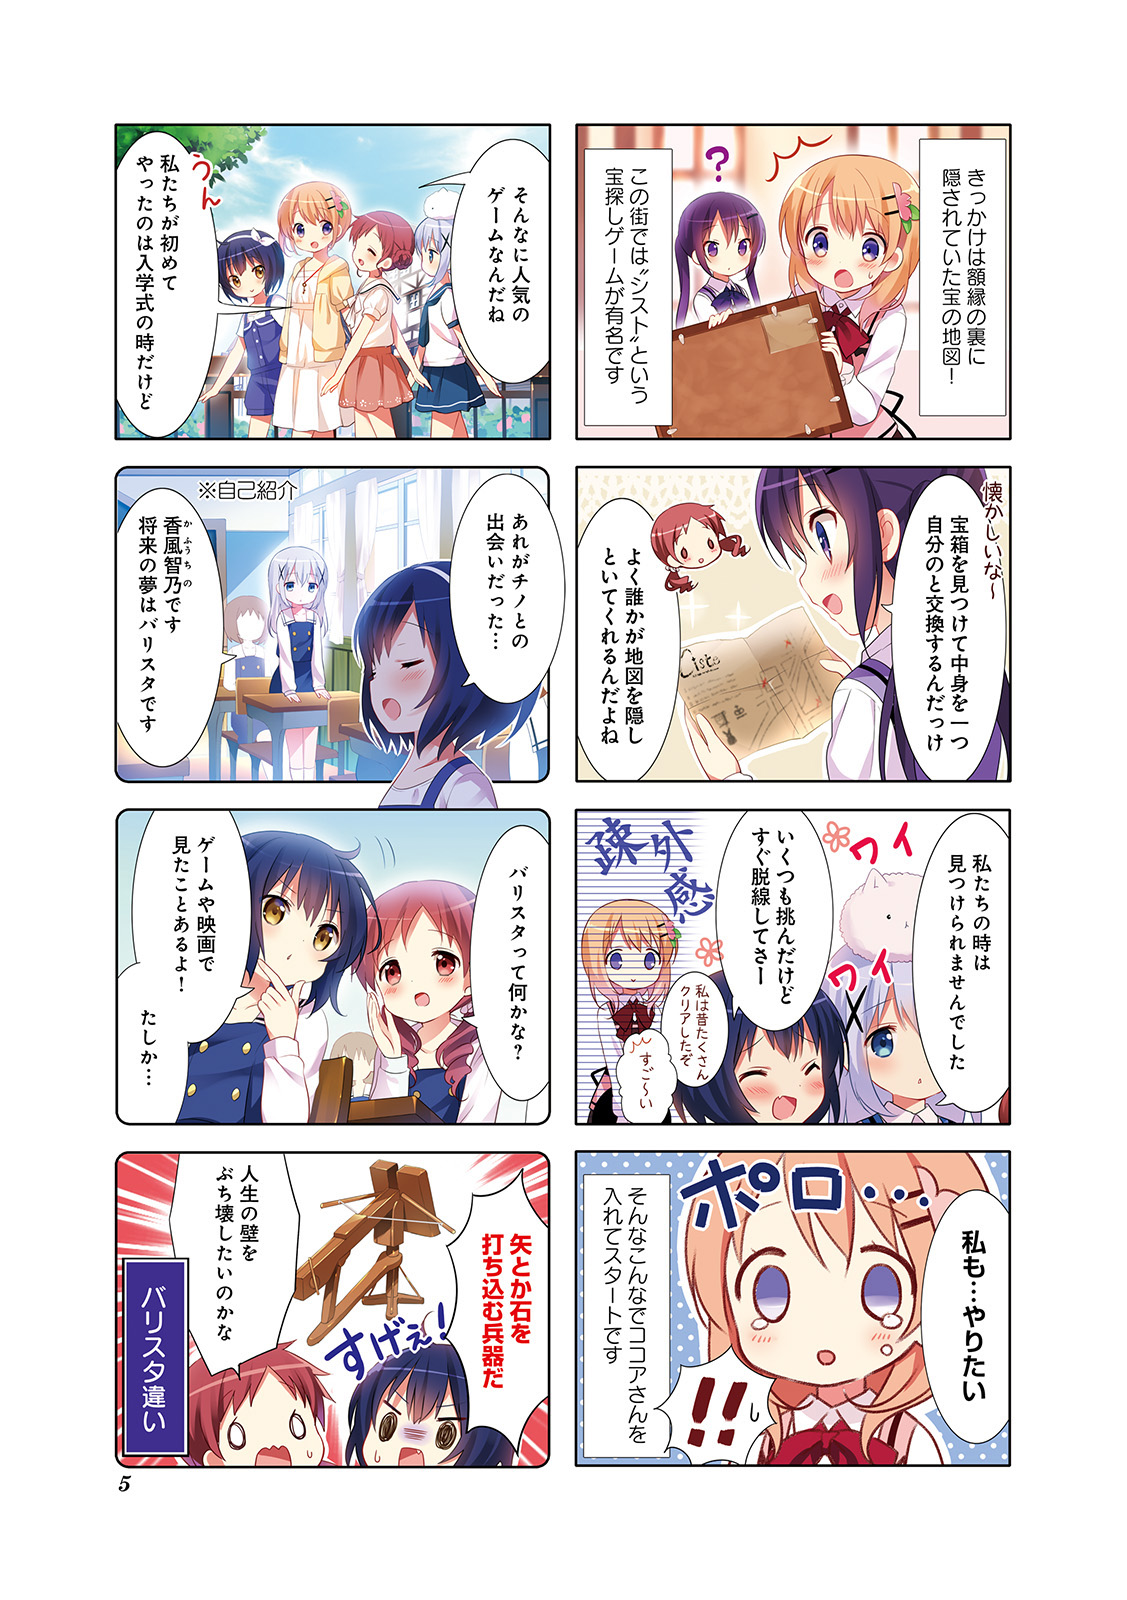 きっかけは額縁の裏に
隠されていた宝の地図！
この街では〝シスト〟という
宝探しゲームが有名です
？
懐かしいな〜
宝箱を見つけて中身を一つ
自分のと交換するんだっけ
よく誰かが地図を隠し
といてくれるんだよね
Ciste
私たちの時は
見つけられませんでした
ワイ
ワイ
いくつも挑んだけど
すぐ脱線してさー
私は昔たくさん
クリアしたぞ
すご〜い
疎外感
私も…やりたい
ポロ…
！！
そんなこんなでココアさんを
入れてスタートです
そんなに人気の
ゲームなんだね
うん
私たちが初めて
やったのは入学式の時だけど
あれがチノとの
出会いだった…
※自己紹介
香風智乃です
かふうちの
将来の夢はバリスタです
バリスタって何かな？
ゲームや映画で
見たことあるよ！
たしか…
矢とか石を
打ち込む兵器だ
すげぇ！
人生の壁を
ぶち壊したいのかな
バリスタ違い
5